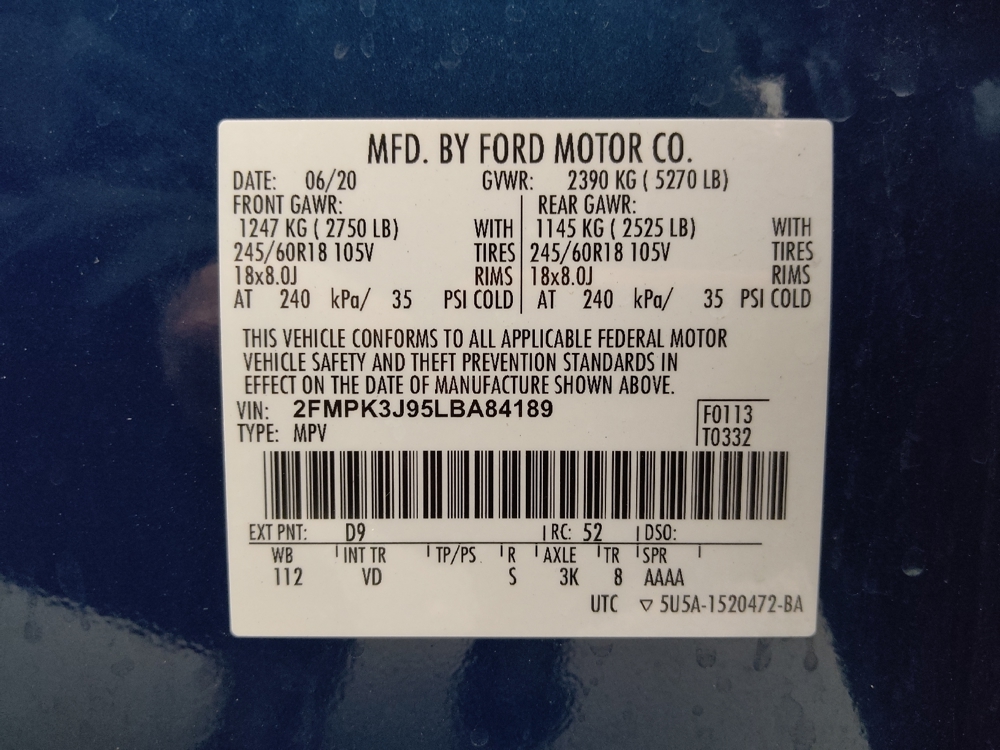 MFD. BY FORD MOTOR CO.
DATE: 06/20 GVWR: 2390 KG ( 5270 LB)
FRONT GAWR: REAR GAWR:
1247 KG ( 2750 LB) WITH 1145 KG ( 2525 LB) WITH
245/60R18 105V TIRES 245/60R18 105V TIRES
18x8.0J RIMS 18x8.0J RIMS
AT 240 kPa/ 35 PSI COLD AT 240 kPa/ 35 PSI COLD
THIS VEHICLE CONFORMS TO ALL APPLICABLE FEDERAL MOTOR
VEHICLE SAFETY AND THEFT PREVENTION STANDARDS IN
EFFECT ON THE DATE OF MANUFACTURE SHOWN ABOVE.
VIN: 2FMPK3J95LBA84189 F0113
TYPE: MPV T0332
EXT PNT: D9 RC: 52 DSO:
WB INT TR TP/PS R AXLE TR SPR
112 VD S 3K 8 AAAA
UTC ▽ 5U5A-1520472-BA